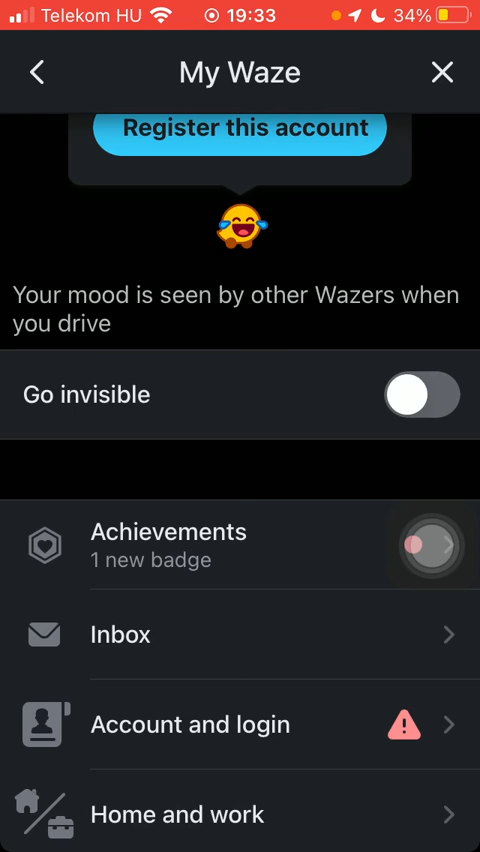 Telekom HU 19:33 34%
My Waze
Register this account
Your mood is seen by other Wazers when
you drive
Go invisible
Achievements
1 new badge
Inbox
Account and login
Home and work